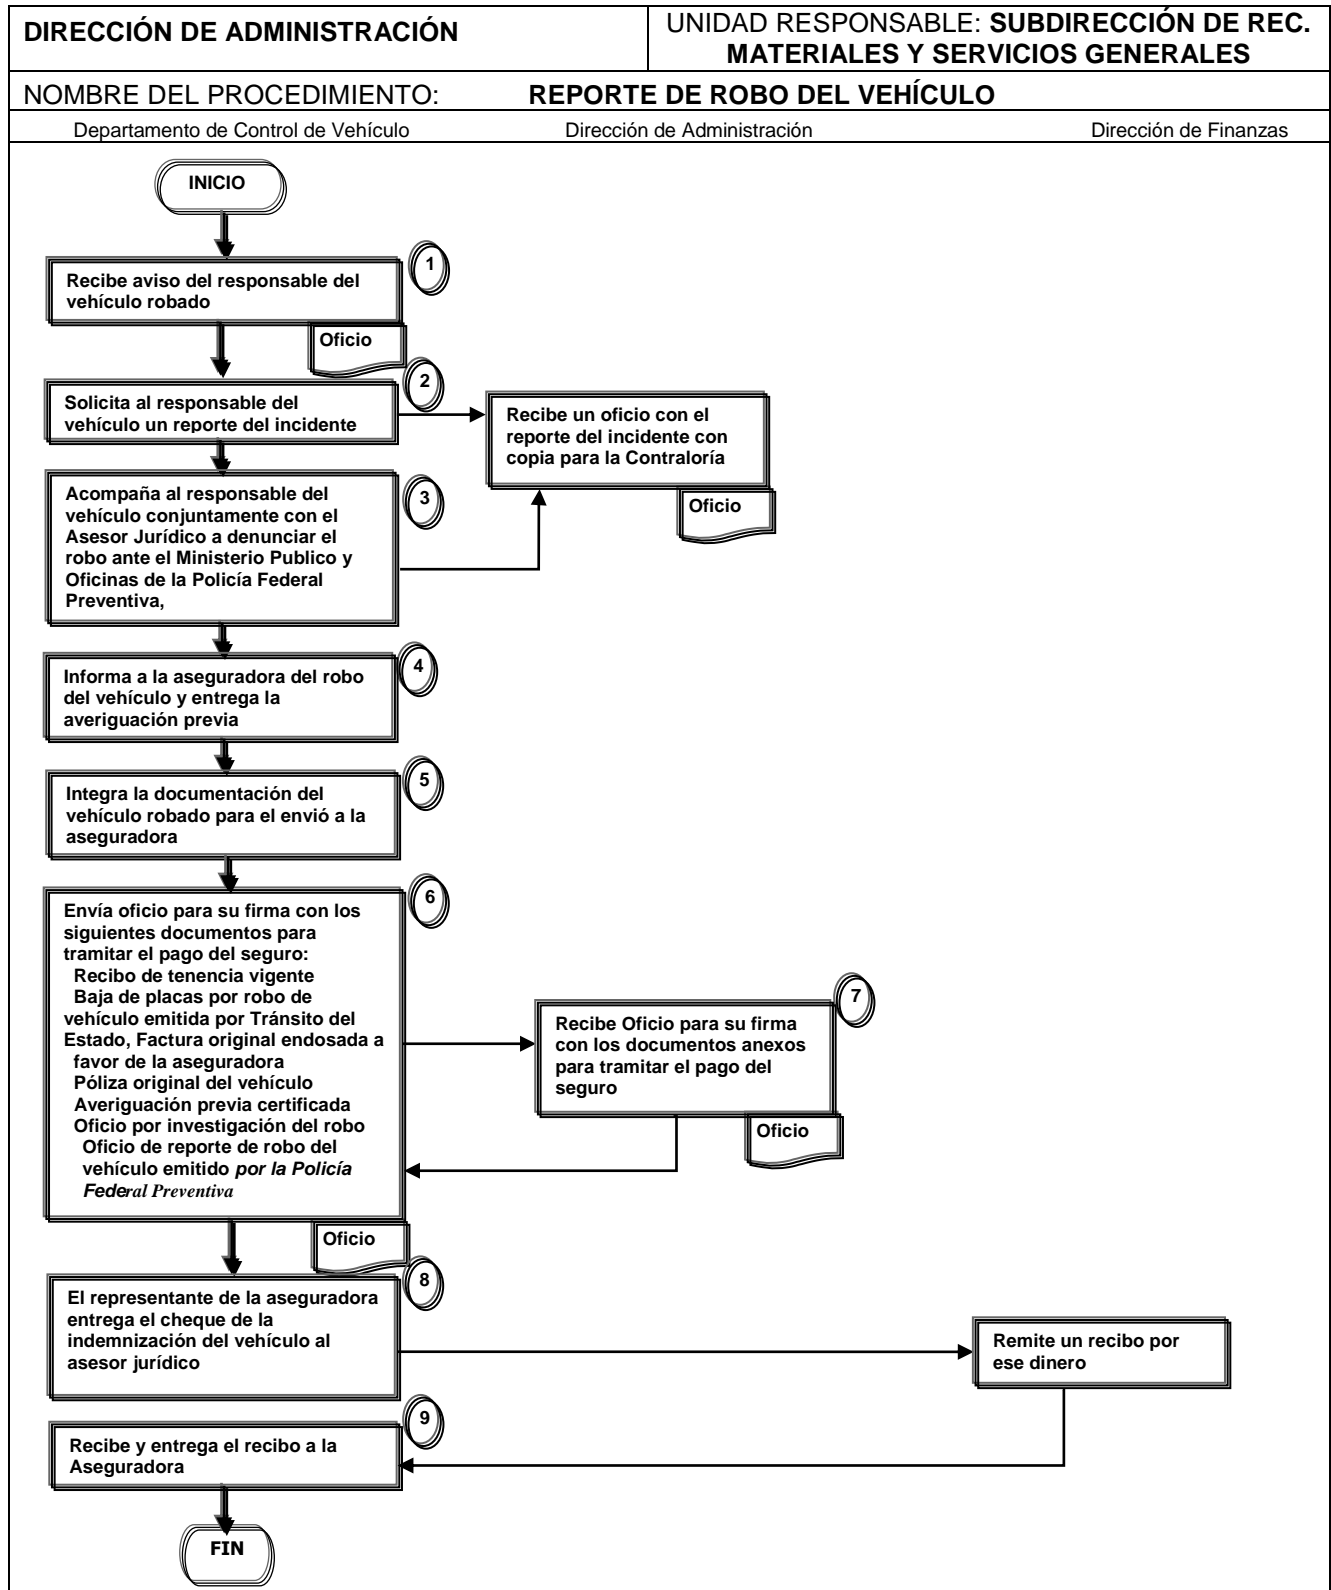 DIRECCIÓN DE ADMINISTRACIÓN
UNIDAD RESPONSABLE: SUBDIRECCIÓN DE REC.
MATERIALES Y SERVICIOS GENERALES
NOMBRE DEL PROCEDIMIENTO: REPORTE DE ROBO DEL VEHÍCULO
Departamento de Control de Vehículo
Dirección de Administración
Dirección de Finanzas
INICIO
1
Recibe aviso del responsable del
vehículo robado
Oficio
2
Solicita al responsable del
vehículo un reporte del incidente
Recibe un oficio con el
reporte del incidente con
copia para la Contraloría
Oficio
3
Acompaña al responsable del
vehículo conjuntamente con el
Asesor Jurídico a denunciar el
robo ante el Ministerio Publico y
Oficinas de la Policía Federal
Preventiva,
4
Informa a la aseguradora del robo
del vehículo y entrega la
averiguación previa
5
Integra la documentación del
vehículo robado para el envió a la
aseguradora
6
Envía oficio para su firma con los
siguientes documentos para
tramitar el pago del seguro:
Recibo de tenencia vigente
Baja de placas por robo de
vehículo emitida por Tránsito del
Estado, Factura original endosada a
favor de la aseguradora
Póliza original del vehículo
Averiguación previa certificada
Oficio por investigación del robo
Oficio de reporte de robo del
vehículo emitido por la Policía
Federal Preventiva
Oficio
7
Recibe Oficio para su firma
con los documentos anexos
para tramitar el pago del
seguro
Oficio
8
El representante de la aseguradora
entrega el cheque de la
indemnización del vehículo al
asesor jurídico
Remite un recibo por
ese dinero
9
Recibe y entrega el recibo a la
Aseguradora
FIN